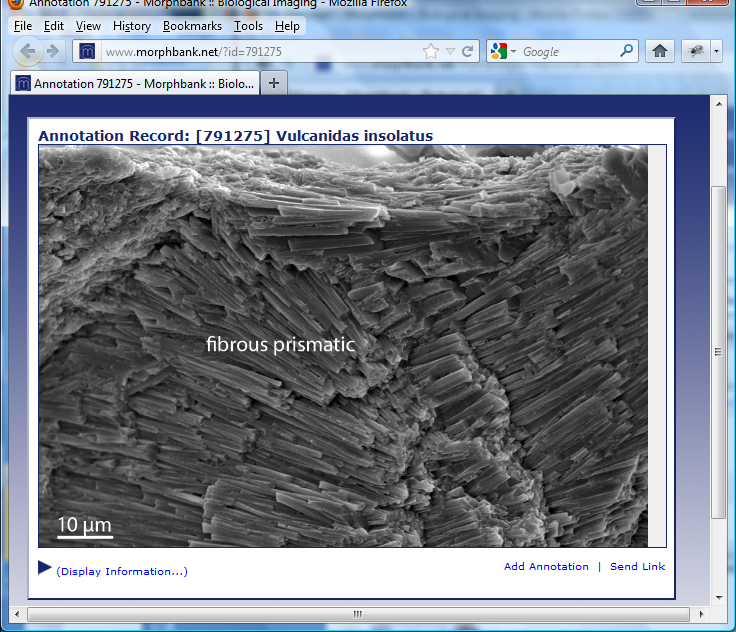 Annotation 791275 - Morphbank :: Biological Imaging - Mozilla Firefox
File Edit View History Bookmarks Tools Help
www.morphbank.net/?id=791275
Google
Annotation 791275 - Morphbank :: Biolo...
Annotation Record: [791275] Vulcanidas insolatus
fibrous prismatic
10 µm
(Display Information...)
Add Annotation | Send Link